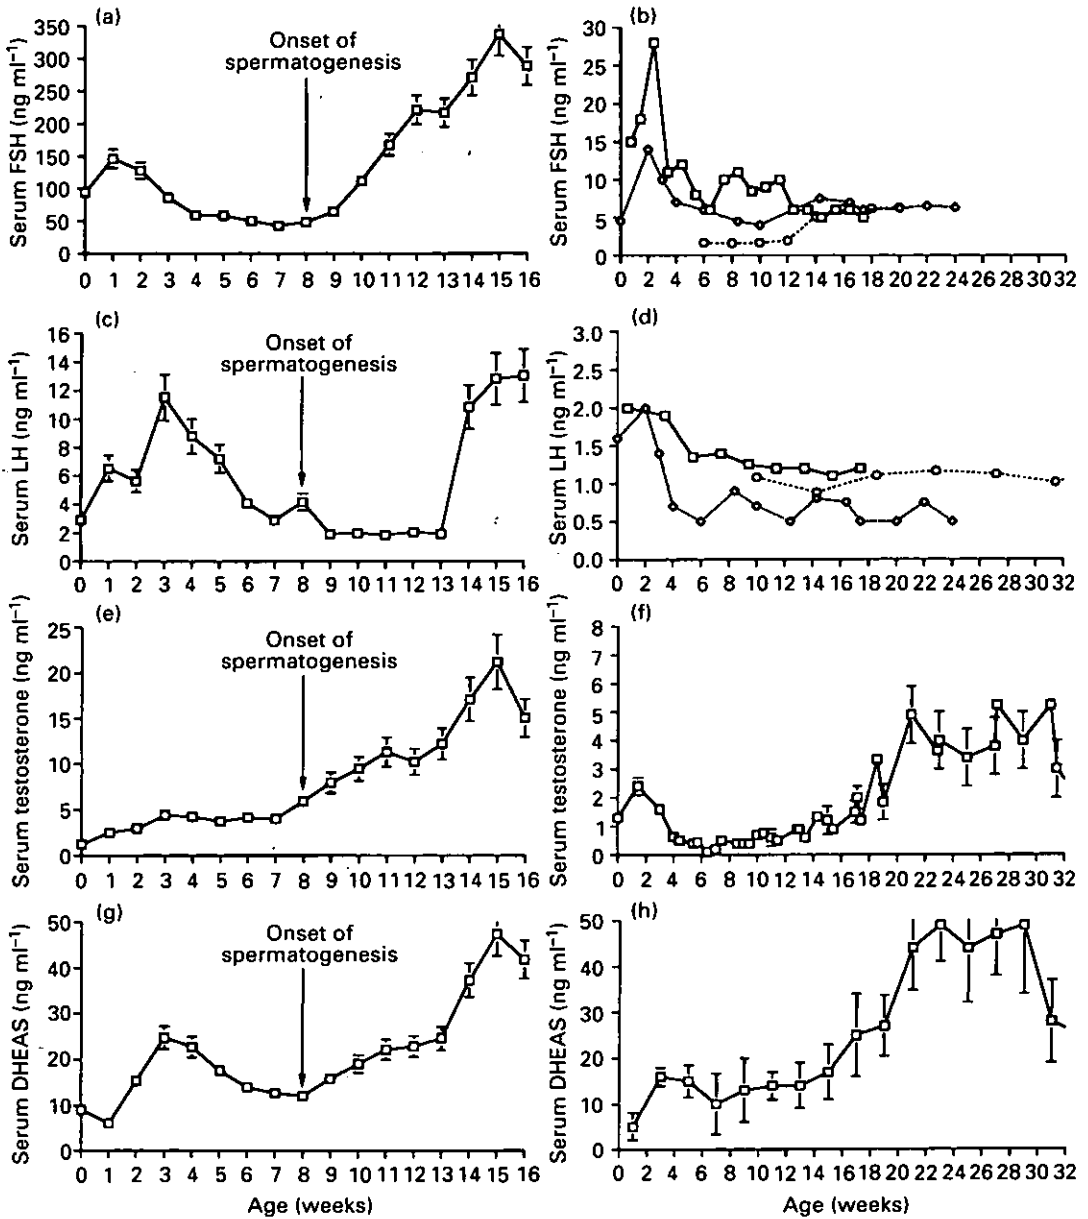 (a)
Serum FSH (ng ml⁻¹)
350
300
250
200
150
100
50
0
Onset of
spermatogenesis
0 1 2 3 4 5 6 7 8 9 10 11 12 13 14 15 16
(b)
Serum FSH (ng ml⁻¹)
30
25
20
15
10
5
0
0 2 4 6 8 10 12 14 16 18 20 22 24 26 28 30 32
(c)
Serum LH (ng ml⁻¹)
16
14
12
10
8
6
4
2
0
Onset of
spermatogenesis
0 1 2 3 4 5 6 7 8 9 10 11 12 13 14 15 16
(d)
Serum LH (ng ml⁻¹)
3.0
2.5
2.0
1.5
1.0
0.5
0.0
0 2 4 6 8 10 12 14 16 18 20 22 24 26 28 30 32
(e)
Serum testosterone (ng ml⁻¹)
25
20
15
10
5
0
Onset of
spermatogenesis
0 1 2 3 4 5 6 7 8 9 10 11 12 13 14 15 16
(f)
Serum testosterone (ng ml⁻¹)
8
7
6
5
4
3
2
1
0
0 2 4 6 8 10 12 14 16 18 20 22 24 26 28 30 32
(g)
Serum DHEAS (ng ml⁻¹)
50
40
30
20
10
0
Onset of
spermatogenesis
0 1 2 3 4 5 6 7 8 9 10 11 12 13 14 15 16
Age (weeks)
(h)
Serum DHEAS (ng ml⁻¹)
50
40
30
20
10
0
0 2 4 6 8 10 12 14 16 18 20 22 24 26 28 30 32
Age (weeks)